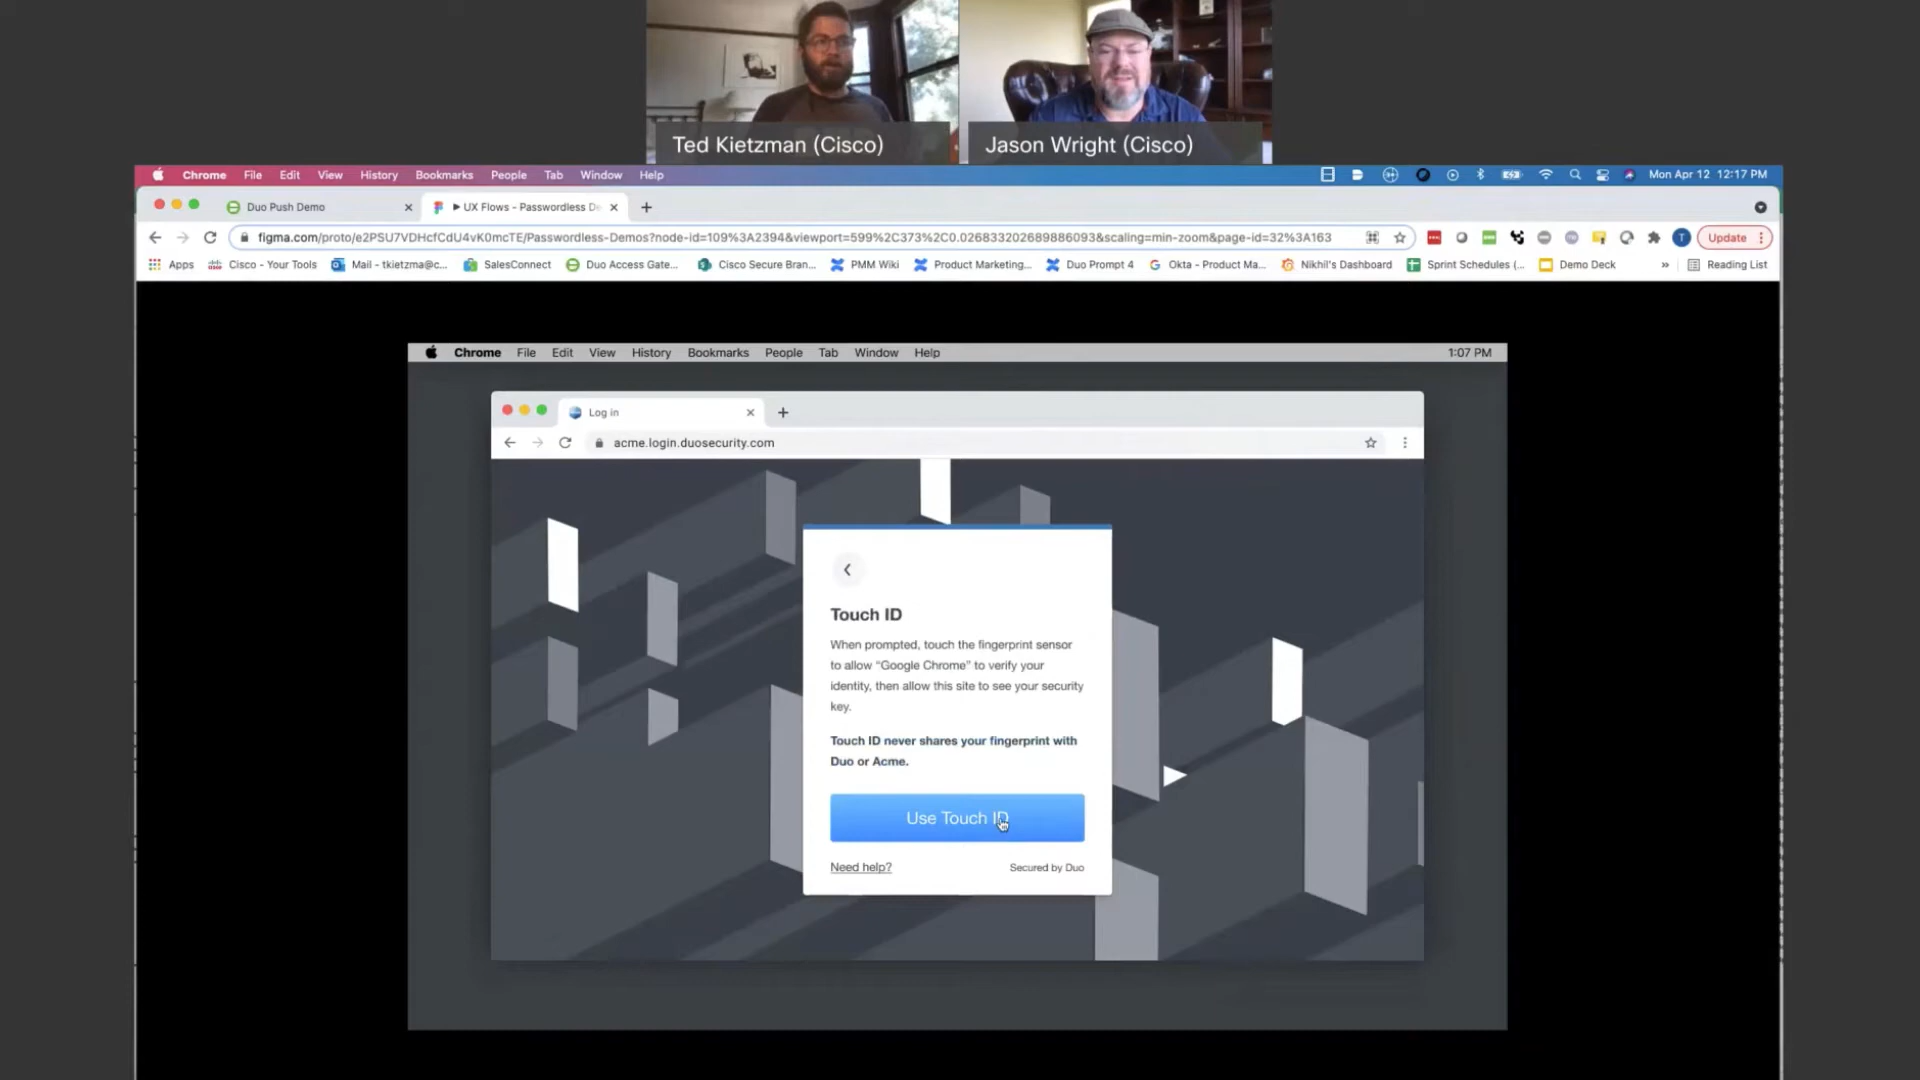 Ted Kietzman (Cisco)
Jason Wright (Cisco)
Chrome File Edit View History Bookmarks People Tab Window Help
Mon Apr 12 12:17 PM
Duo Push Demo
UX Flows - Passwordless De
figma.com/proto/e2PSU7VDHcfCdU4vK0mcTE/Passwordless-Demos?node-id=109%3A2394&viewport=599%2C373%2C0.026833202689886093&scaling=min-zoom&page-id=32%3A163
T
Update
Apps
Cisco - Your Tools
Mail - tkietzma@c...
SalesConnect
Duo Access Gate...
Cisco Secure Bran...
PMM Wiki
Product Marketing...
Duo Prompt 4
Okta - Product Ma...
Nikhil's Dashboard
Sprint Schedules (...
Demo Deck
»
Reading List
Chrome File Edit View History Bookmarks People Tab Window Help
1:07 PM
Log in
acme.login.duosecurity.com
Touch ID
When prompted, touch the fingerprint sensor
to allow “Google Chrome” to verify your
identity, then allow this site to see your security
key.
Touch ID never shares your fingerprint with
Duo or Acme.
Use Touch ID
Need help?
Secured by Duo